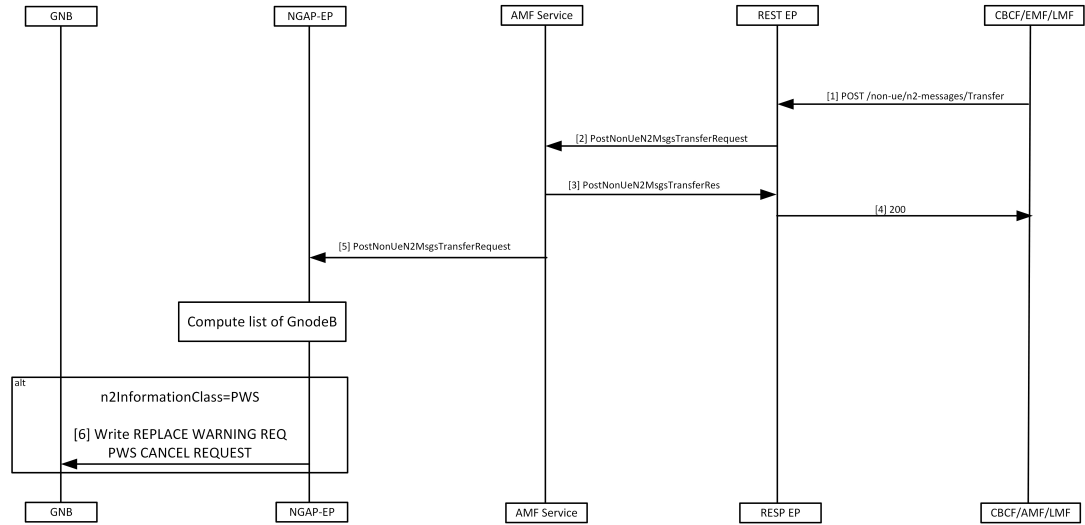 GNB
NGAP-EP
AMF Service
REST EP
CBCF/EMF/LMF
[1] POST /non-ue/n2-messages/Transfer
[2] PostNonUeN2MsgsTransferRequest
[3] PostNonUeN2MsgsTransferRes
[4] 200
[5] PostNonUeN2MsgsTransferRequest
Compute list of GnodeB
alt
n2InformationClass=PWS
[6] Write REPLACE WARNING REQ
PWS CANCEL REQUEST
GNB
NGAP-EP
AMF Service
RESP EP
CBCF/AMF/LMF